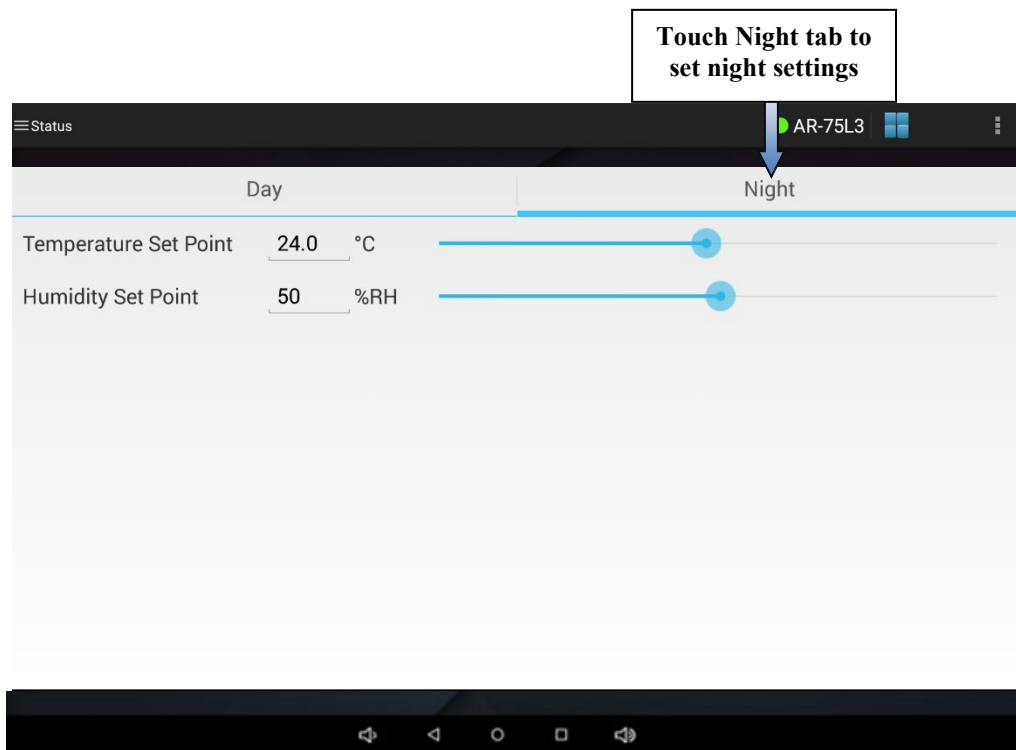 Touch Night tab to
set night settings
Status AR-75L3
Day Night
Temperature Set Point 24.0 °C
Humidity Set Point 50 %RH